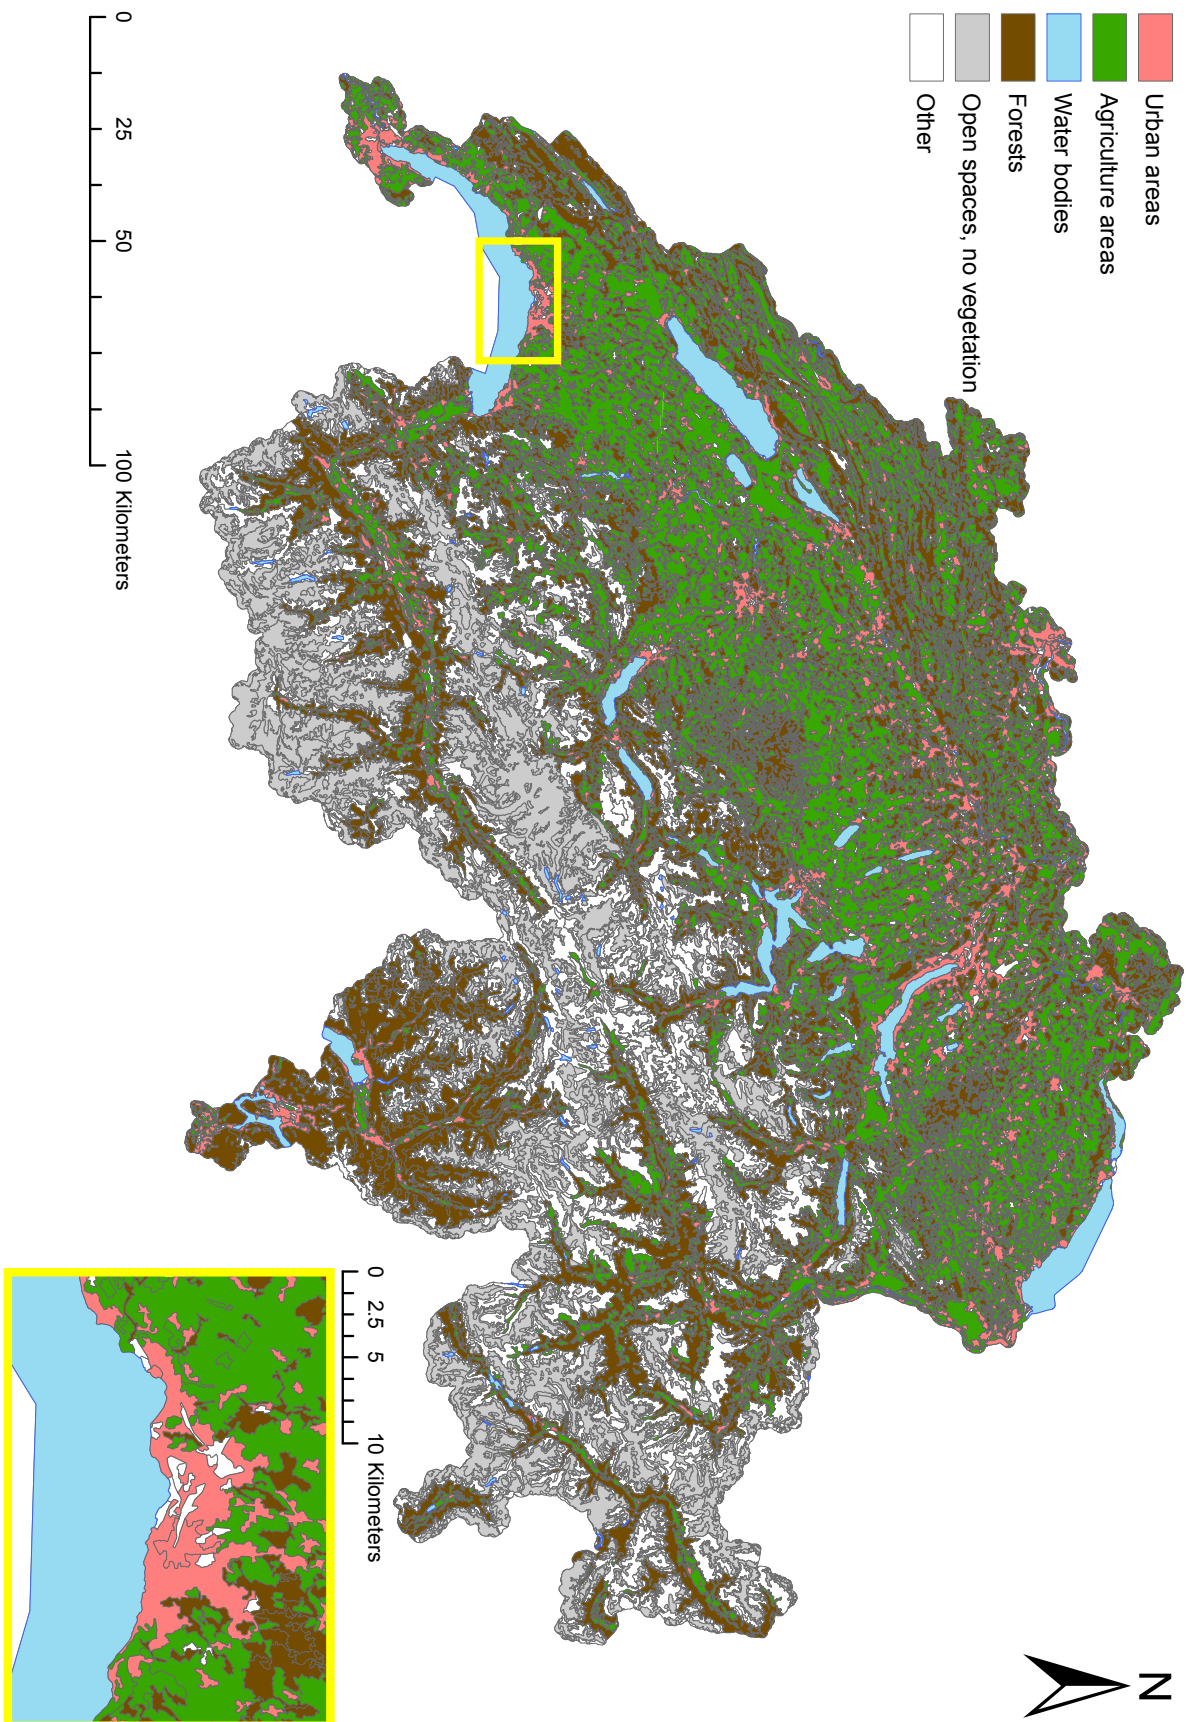 N
Urban areas
Agriculture areas
Water bodies
Forests
Open spaces, no vegetation
Other
0 25 50 100 Kilometers
0 2.5 5 10 Kilometers